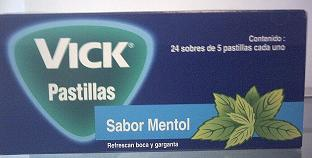 VICK®
Pastillas
Contenido :
24 sobres de 5 pastillas cada uno
Sabor Mentol
Refrescan boca y garganta